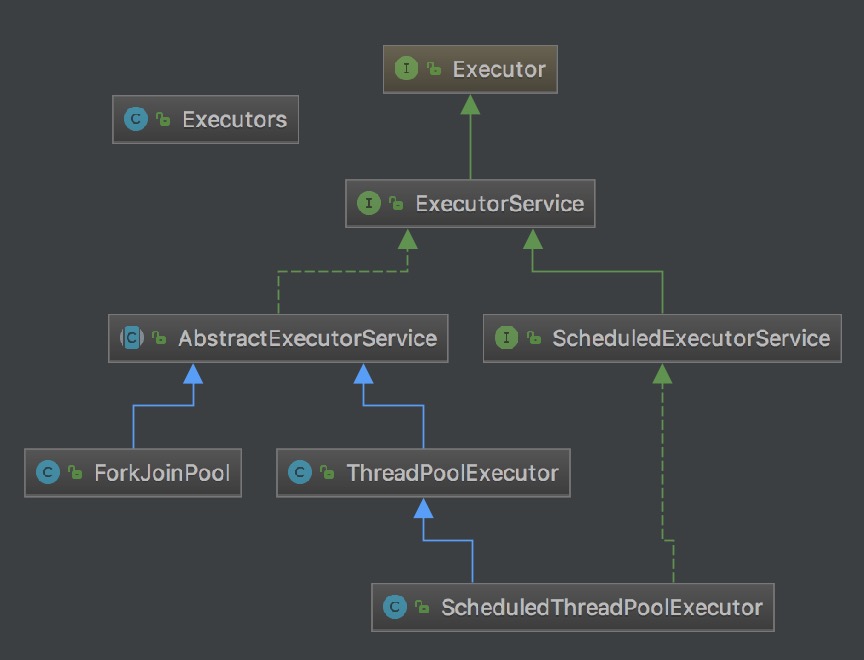 I Executor
C Executors
I ExecutorService
C AbstractExecutorService
I ScheduledExecutorService
C ForkJoinPool
C ThreadPoolExecutor
C ScheduledThreadPoolExecutor